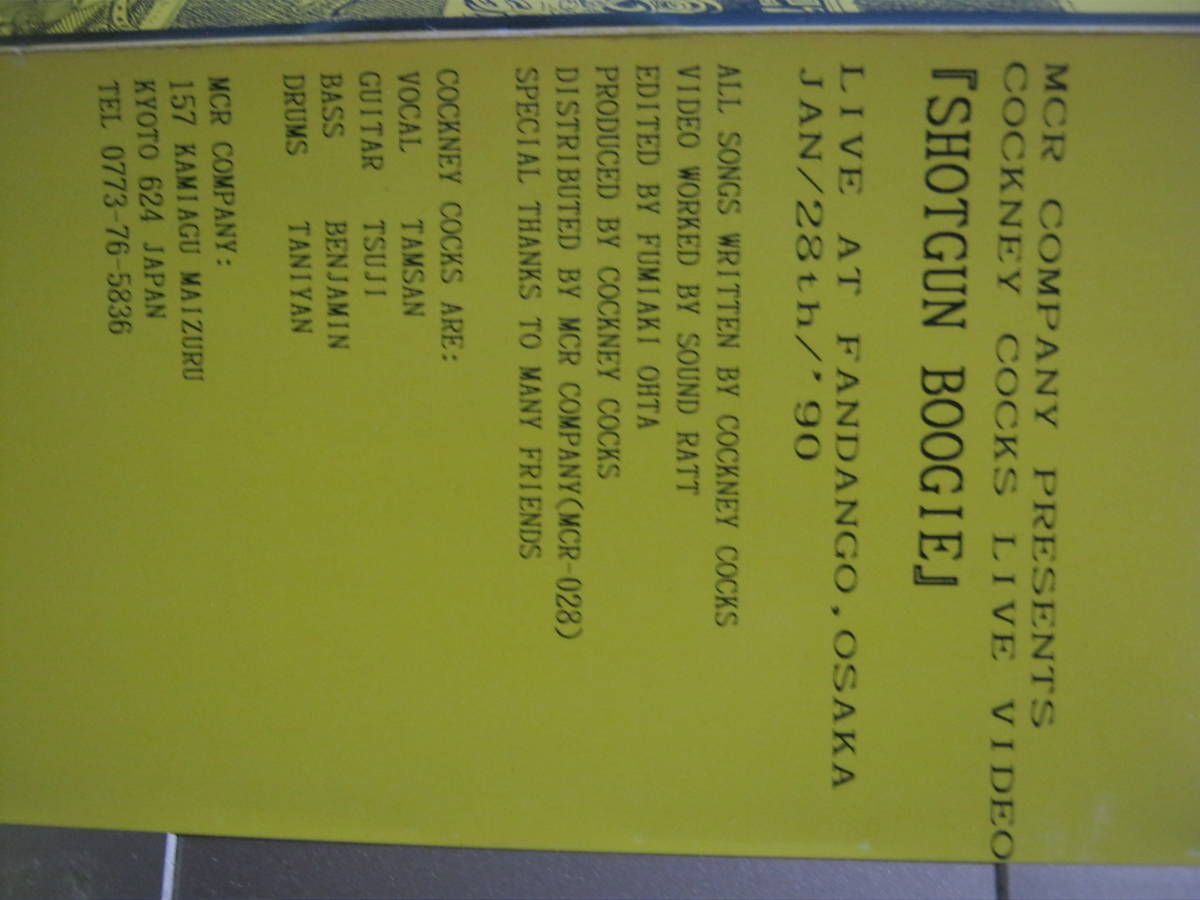 MCR COMPANY PRESENTS
COCKNEY COCKS LIVE VIDEO
『SHOTGUN BOOGIE』
LIVE AT FANDANGO,OSAKA
JAN/28th/'90
ALL SONGS WRITTEN BY COCKNEY COCKS
VIDEO WORKED BY SOUND RATT
EDITED BY FUMIAKI OHTA
PRODUCED BY COCKNEY COCKS
DISTRIBUTED BY MCR COMPANY(MCR-028)
SPECIAL THANKS TO MANY FRIENDS
COCKNEY COCKS ARE:
VOCAL TAMSAN
GUITAR TSUJI
BASS BENJAMIN
DRUMS TANIYAN
MCR COMPANY:
157 KAMIAGU MAIZURU
KYOTO 624 JAPAN
TEL 0773-76-5836